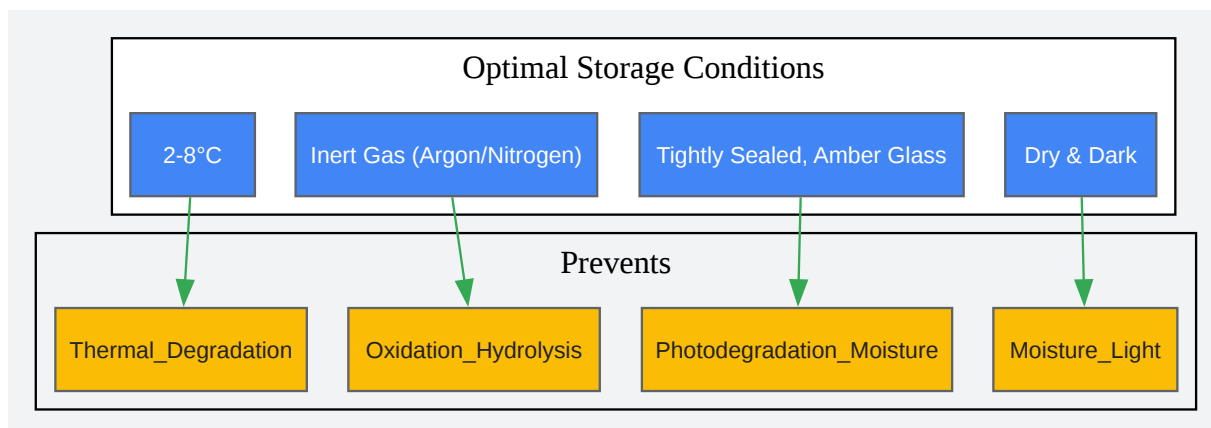 Optimal Storage Conditions
2-8°C
Inert Gas (Argon/Nitrogen)
Tightly Sealed, Amber Glass
Dry & Dark
Prevents
Thermal_Degradation
Oxidation_Hydrolysis
Photodegradation_Moisture
Moisture_Light